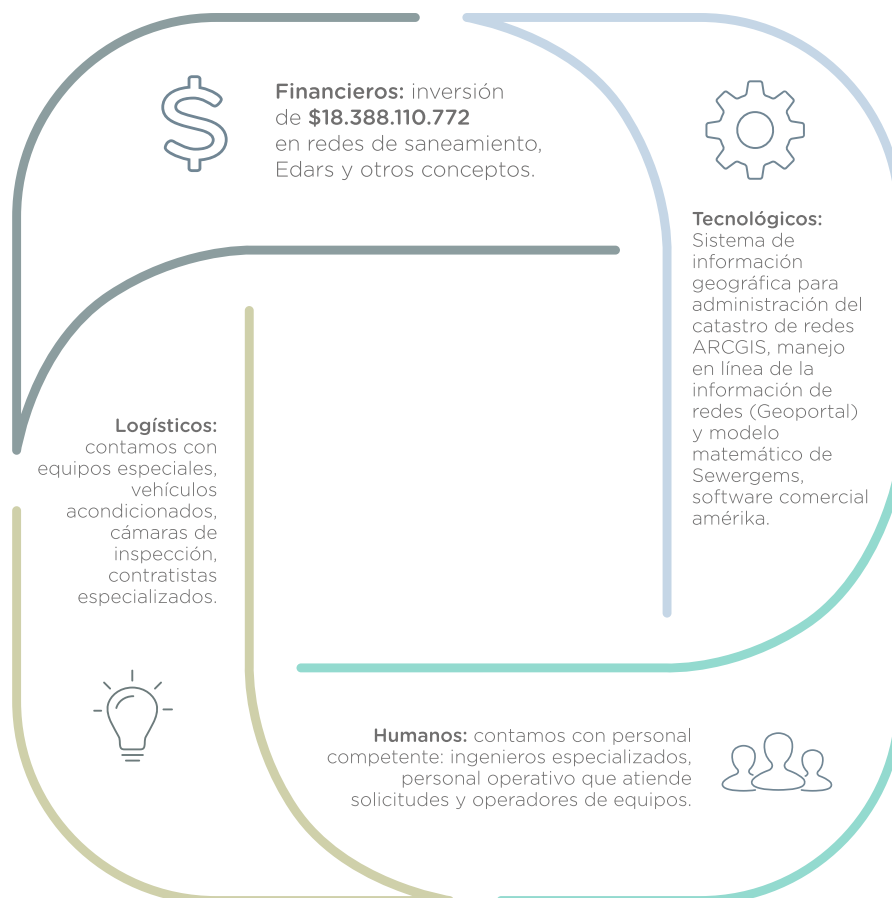 Financieros: inversión
de $18.388.110.772
en redes de saneamiento,
Edars y otros conceptos.
Tecnológicos:
Sistema de
información
geográfica para
administración del
catastro de redes
ARCGIS, manejo
en línea de la
información de
redes (Geoportal)
y modelo
matemático de
Sewergems,
software comercial
amérika.
Logísticos:
contamos con
equipos especiales,
vehículos
acondicionados,
cámaras de
inspección,
contratistas
especializados.
Humanos: contamos con personal
competente: ingenieros especializados,
personal operativo que atiende
solicitudes y operadores de equipos.